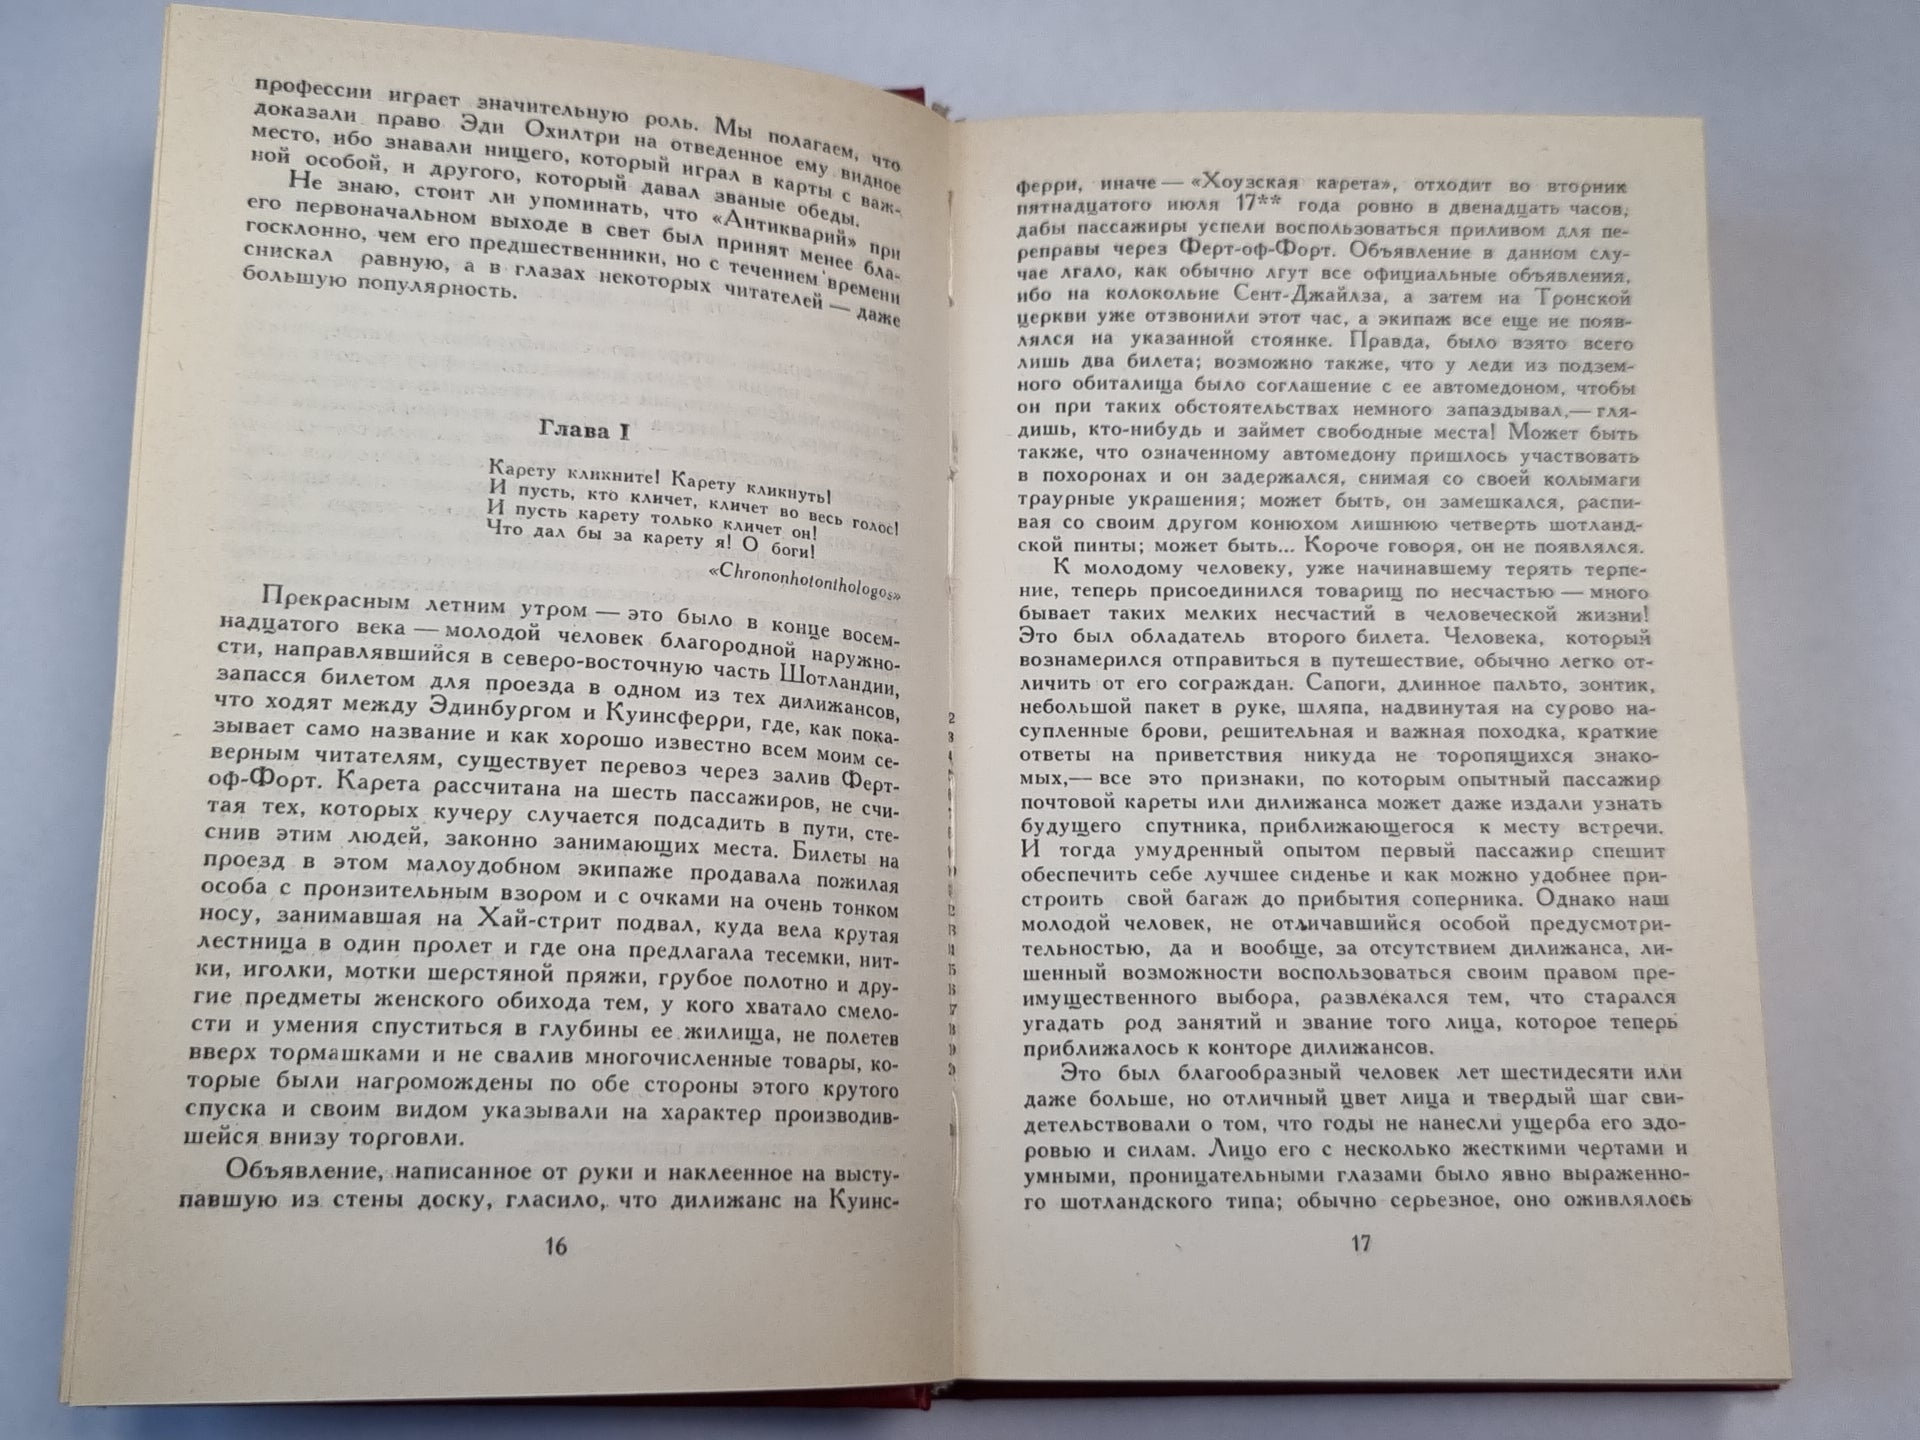 профессии играет значительную роль. Мы полагаем, что
доказали право Эди Охилтри на отведенное ему видное
место, ибо знавали нищего, который играл в карты с важ-
ной особой, и другого, который давал званые обеды.
Не знаю, стоит ли упоминать, что «Антикварий» при
его первоначальном выходе в свет был принят менее бла-
госклонно, чем его предшественники, но с течением времени
снискал равную, а в глазах некоторых читателей — даже
большую популярность.
Глава I
Карету кликните! Карету кликнуть!
И пусть, кто кличет, кличет во весь голос!
И пусть карету только кличет он!
Что дал бы за карету я! О боги!
«Chrononhotonthologos»
Прекрасным летним утром — это было в конце восем-
надцатого века — молодой человек благородной наружно-
сти, направлявшийся в северо-восточную часть Шотландии,
запасся билетом для проезда в одном из тех дилижансов,
что ходят между Эдинбургом и Куинсферри, где, как пока-
зывает само название и как хорошо известно всем моим се-
верным читателям, существует перевоз через залив Ферт-
оф-Форт. Карета рассчитана на шесть пассажиров, не счи-
тая тех, которых кучеру случается подсадить в пути, сте-
снив этим людей, законно занимающих места. Билеты на
проезд в этом малоудобном экипаже продавала пожилая
особа с пронзительным взором и с очками на очень тонком
носу, занимавшая на Хай-стрит подвал, куда вела крутая
лестница в один пролет и где она предлагала тесемки, нит-
ки, иголки, мотки шерстяной пряжи, грубое полотно и дру-
гие предметы женского обихода тем, у кого хватало смело-
сти и умения спуститься в глубины ее жилища, не полетев
вверх тормашками и не свалив многочисленные товары, ко-
торые были нагромождены по обе стороны этого крутого
спуска и своим видом указывали на характер производив-
шейся внизу торговли.
Объявление, написанное от руки и наклеенное на высту-
павшую из стены доску, гласило, что дилижанс на Куинс-
16
ферри, иначе — «Хоузская карета», отходит во вторник
пятнадцатого июля 17** года ровно в двенадцать часов,
дабы пассажиры успели воспользоваться приливом для пе-
реправы через Ферт-оф-Форт. Объявление в данном слу-
чае лгало, как обычно лгут все официальные объявления,
ибо на колокольне Сент-Джайлза, а затем на Тронской
церкви уже отзвонили этот час, а экипаж все еще не появ-
лялся на указанной стоянке. Правда, было взято всего
лишь два билета; возможно также, что у леди из подзем-
ного обиталища было соглашение с ее автомедоном, чтобы
он при таких обстоятельствах немного запаздывал,— гля-
дишь, кто-нибудь и займет свободные места! Может быть
также, что означенному автомедону пришлось участвовать
в похоронах и он задержался, снимая со своей колымаги
траурные украшения; может быть, он замешкался, распи-
вая со своим другом конюхом лишнюю четверть шотланд-
ской пинты; может быть... Короче говоря, он не появлялся.
К молодому человеку, уже начинавшему терять терпе-
ние, теперь присоединился товарищ по несчастью — много
бывает таких мелких несчастий в человеческой жизни!
Это был обладатель второго билета. Человека, который
вознамерился отправиться в путешествие, обычно легко от-
личить от его сограждан. Сапоги, длинное пальто, зонтик,
небольшой пакет в руке, шляпа, надвинутая на сурово на-
супленные брови, решительная и важная походка, краткие
ответы на приветствия никуда не торопящихся знако-
мых,— все это признаки, по которым опытный пассажир
почтовой кареты или дилижанса может даже издали узнать
будущего спутника, приближающегося к месту встречи.
И тогда умудренный опытом первый пассажир спешит
обеспечить себе лучшее сиденье и как можно удобнее при-
строить свой багаж до прибытия соперника. Однако наш
молодой человек, не отличавшийся особой предусмотри-
тельностью, да и вообще, за отсутствием дилижанса, ли-
шенный возможности воспользоваться своим правом пре-
имущественного выбора, развлекался тем, что старался
угадать род занятий и звание того лица, которое теперь
приближалось к конторе дилижансов.
Это был благообразный человек лет шестидесяти или
даже больше, но отличный цвет лица и твердый шаг сви-
детельствовали о том, что годы не нанесли ущерба его здо-
ровью и силам. Лицо его с несколько жесткими чертами и
умными, проницательными глазами было явно выраженно-
го шотландского типа; обычно серьезное, оно оживлялось
17